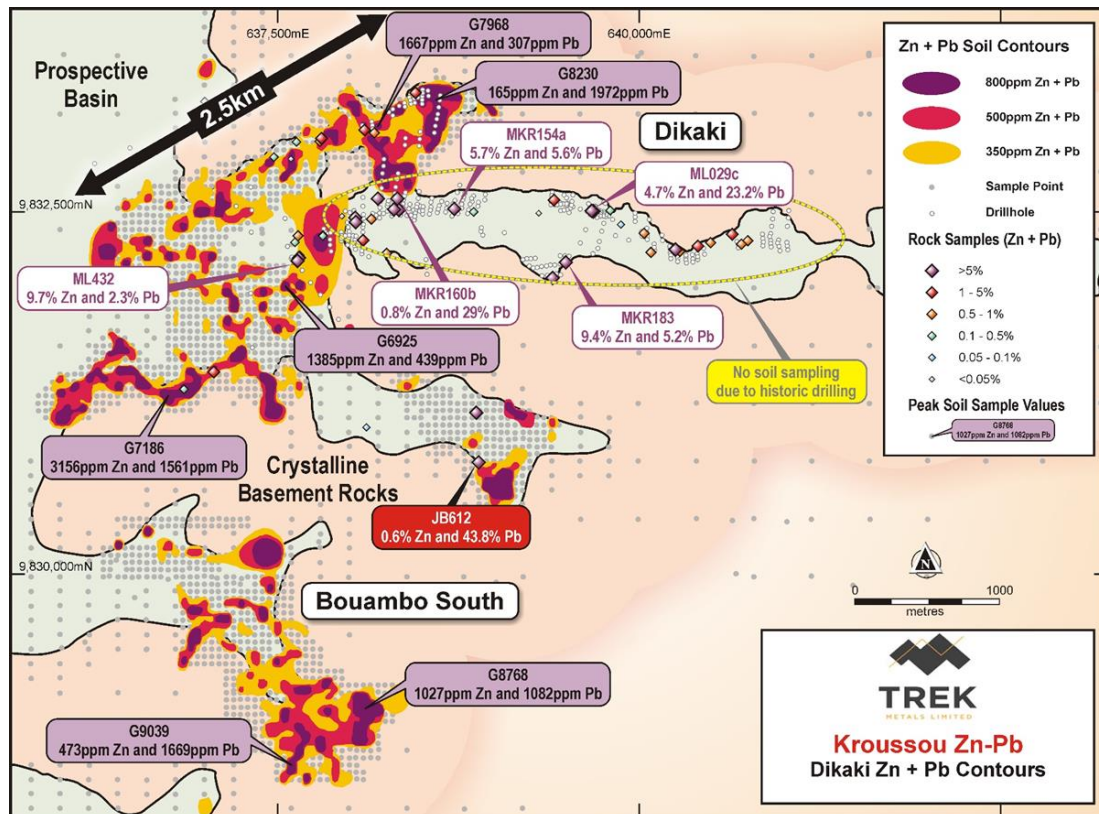 637,500mE
640,000mE
G7968
1667ppm Zn and 307ppm Pb
Prospective
Basin
2.5km
G8230
165ppm Zn and 1972ppm Pb
MKR154a
5.7% Zn and 5.6% Pb
Dikaki
ML029c
4.7% Zn and 23.2% Pb
9,832,500mN
ML432
9.7% Zn and 2.3% Pb
MKR160b
0.8% Zn and 29% Pb
MKR183
9.4% Zn and 5.2% Pb
G6925
1385ppm Zn and 439ppm Pb
No soil sampling
due to historic drilling
G7186
3156ppm Zn and 1561ppm Pb
Crystalline
Basement Rocks
JB612
0.6% Zn and 43.8% Pb
9,830,000mN
Bouambo South
G8768
1027ppm Zn and 1082ppm Pb
G9039
473ppm Zn and 1669ppm Pb
Zn + Pb Soil Contours
800ppm Zn + Pb
500ppm Zn + Pb
350ppm Zn + Pb
Sample Point
Drillhole
Rock Samples (Zn + Pb)
>5%
1 - 5%
0.5 - 1%
0.1 - 0.5%
0.05 - 0.1%
<0.05%
Peak Soil Sample Values
G8768
1027ppm Zn and 1082ppm Pb
N
0 1000
metres
TREK
METALS LIMITED
Kroussou Zn-Pb
Dikaki Zn + Pb Contours